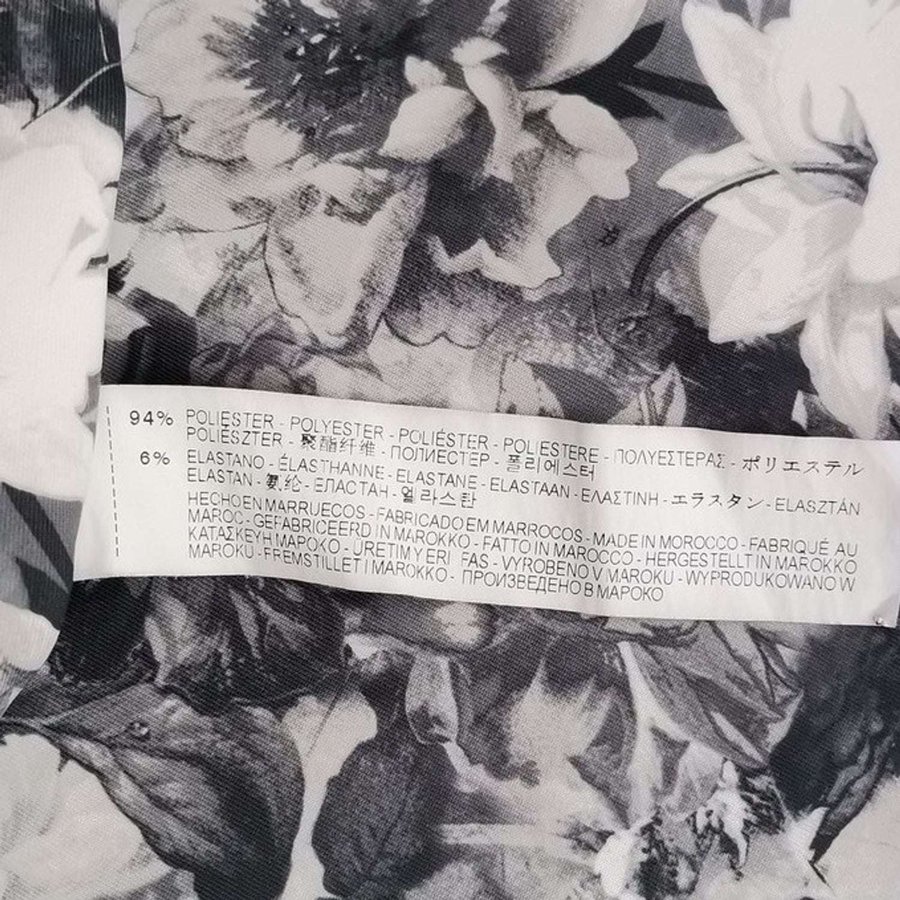 94% POLIESTER - POLYESTER - POLIÉSTER - POLIESTERE - ΠΟΛΥΕΣΤΕΡΑΣ - ポリエステル
POLIÉSZTER - 聚酯纤维 - ПОЛИЕСТЕР - 폴리에스터
6% ELASTANO - ÉLASTHANNE - ELASTANE - ELASTAAN - ΕΛΑΣΤΙΝΗ - エラスタン - ELASZTÁN
ELASTAN - 氨纶 - ЕЛАСТАН - 엘라스탄
HECHO EN MARRUECOS - FABRICADO EM MARROCOS - MADE IN MOROCCO - FABRIQUÉ AU
MAROC - GEFABRICEERD IN MAROKKO - FATTO IN MAROCCO - HERGESTELLT IN MAROKKO
ΚΑΤΑΣΚΕΥΗ ΜΑΡΟΚΟ - ÜRETIM YERI FAS - VYROBENO V MAROKU - WYPRODUKOWANO W
MAROKU - FREMSTILLET I MAROKKO - ПРОИЗВЕДЕНО В МАРОКО